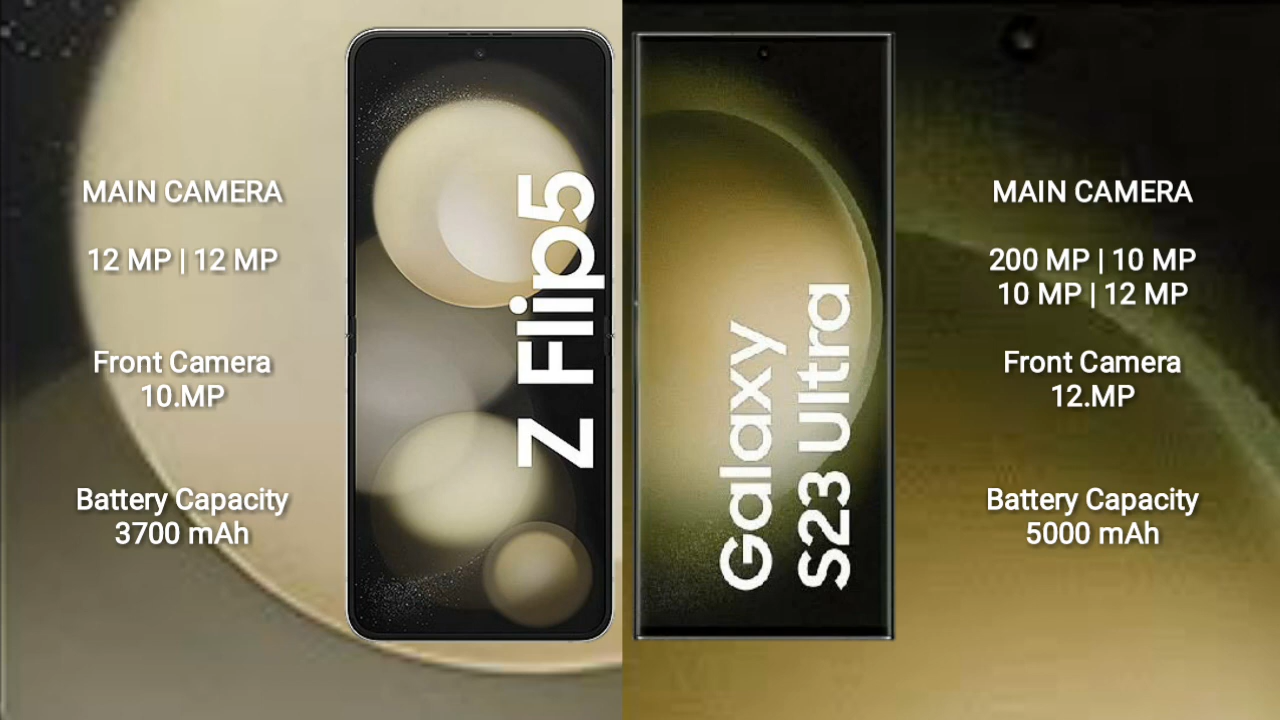 MAIN CAMERA
12 MP | 12 MP
Front Camera
10.MP
Battery Capacity
3700 mAh
Z Flip5
Galaxy
S23 Ultra
MAIN CAMERA
200 MP | 10 MP
10 MP | 12 MP
Front Camera
12.MP
Battery Capacity
5000 mAh